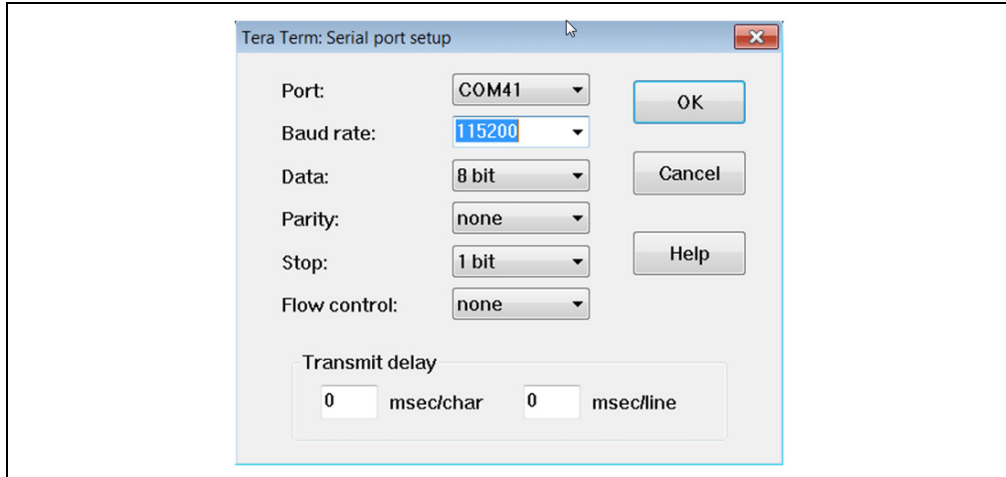 Tera Term: Serial port setup
Port: COM41 OK
Baud rate: 115200
Data: 8 bit Cancel
Parity: none
Stop: 1 bit Help
Flow control: none
Transmit delay
0 msec/char 0 msec/line